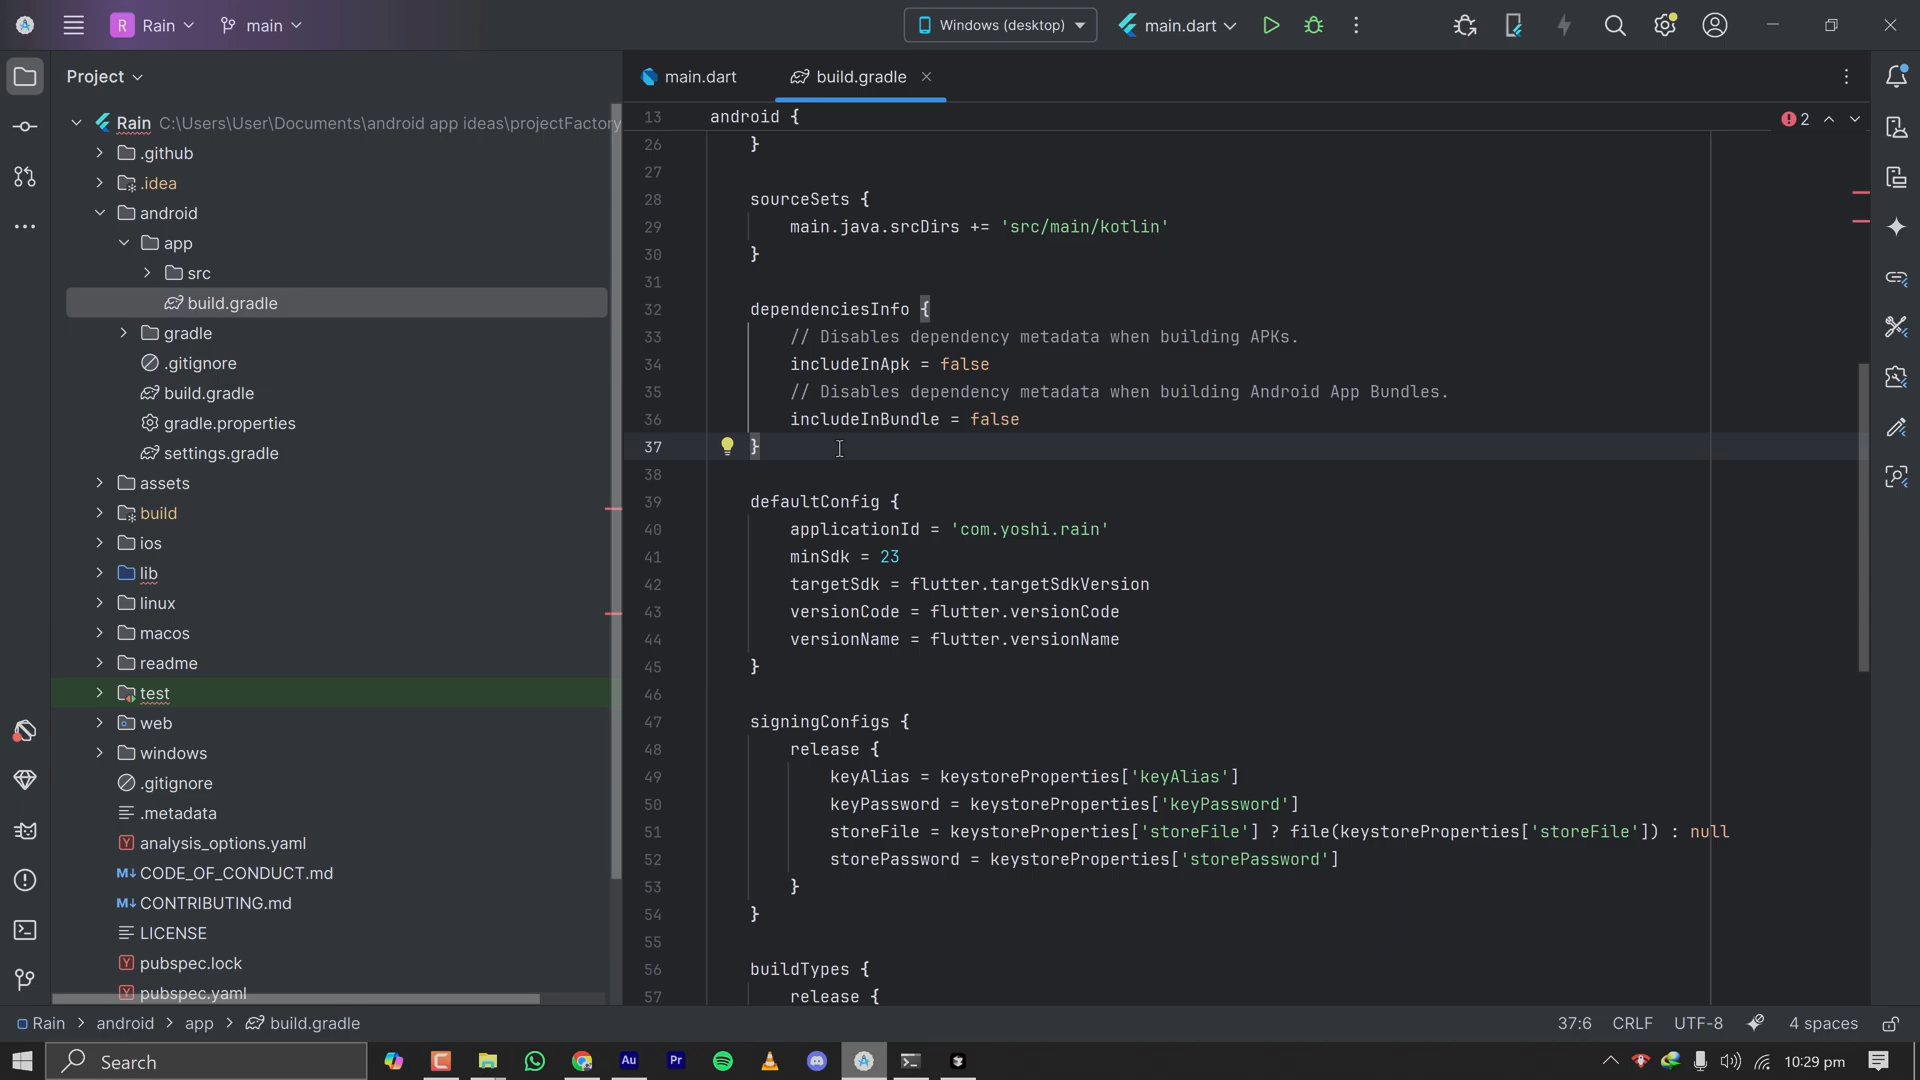 R Rain main Windows (desktop) main.dart
Project
Rain C:\Users\User\Documents\android app ideas\projectFactory
.github
.idea
android
app
src
build.gradle
gradle
.gitignore
build.gradle
gradle.properties
settings.gradle
assets
build
ios
lib
linux
macos
readme
test
web
windows
.gitignore
.metadata
Y analysis_options.yaml
M↓ CODE_OF_CONDUCT.md
M↓ CONTRIBUTING.md
LICENSE
Y pubspec.lock
Y pubspec.yaml
main.dart build.gradle
13 android {
2
26 }
27
28 sourceSets {
29 main.java.srcDirs += 'src/main/kotlin'
30 }
31
32 dependenciesInfo {
33 // Disables dependency metadata when building APKs.
34 includeInApk = false
35 // Disables dependency metadata when building Android App Bundles.
36 includeInBundle = false
37 }
38
39 defaultConfig {
40 applicationId = 'com.yoshi.rain'
41 minSdk = 23
42 targetSdk = flutter.targetSdkVersion
43 versionCode = flutter.versionCode
44 versionName = flutter.versionName
45 }
46
47 signingConfigs {
48 release {
49 keyAlias = keystoreProperties['keyAlias']
50 keyPassword = keystoreProperties['keyPassword']
51 storeFile = keystoreProperties['storeFile'] ? file(keystoreProperties['storeFile']) : null
52 storePassword = keystoreProperties['storePassword']
53 }
54 }
55
56 buildTypes {
57 release {
Rain > android > app > build.gradle
37:6 CRLF UTF-8 4 spaces
Search
Au
Pr
10:29 pm